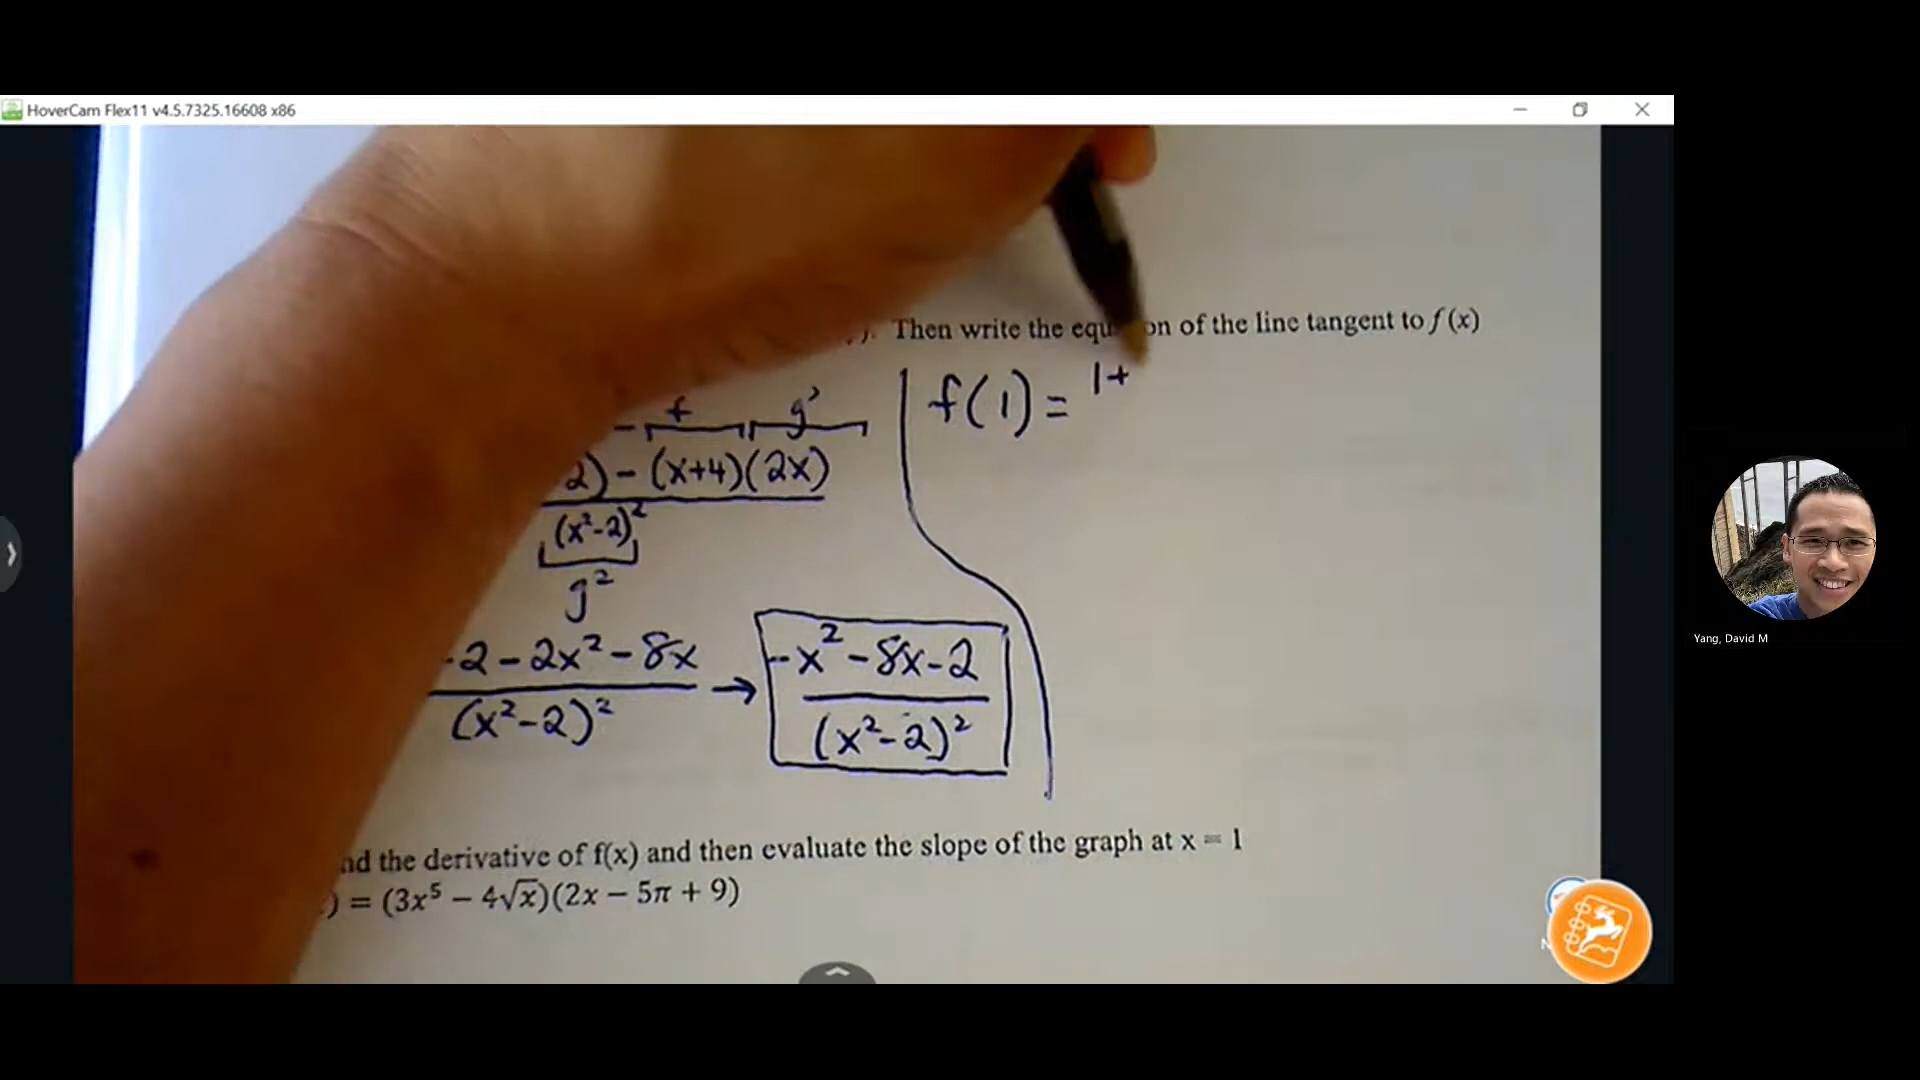 HoverCam Flex11 v4.5.7325.16608 x86
). Then write the equ on of the line tangent to f (x)
f(1) = 1+
- f g'
2) - (x+4)(2x)
(x²-2)²
g²
-2 - 2x² - 8x → -x² - 8x - 2
(x²-2)² (x²-2)²
nd the derivative of f(x) and then evaluate the slope of the graph at x = 1
) = (3x⁵ − 4√x)(2x − 5π + 9)
N
Yang, David M